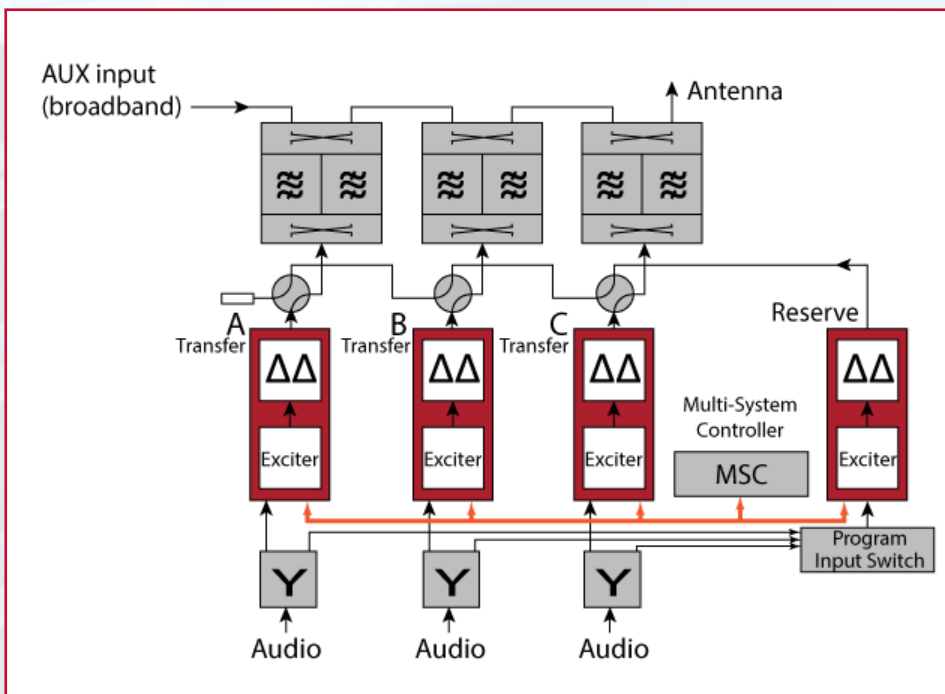 AUX input
(broadband)
Antenna
A
Transfer
B
Transfer
C
Transfer
Reserve
ΔΔ
ΔΔ
ΔΔ
ΔΔ
Multi-System
Controller
MSC
Exciter
Exciter
Exciter
Exciter
Program
Input Switch
Y
Y
Y
Audio
Audio
Audio